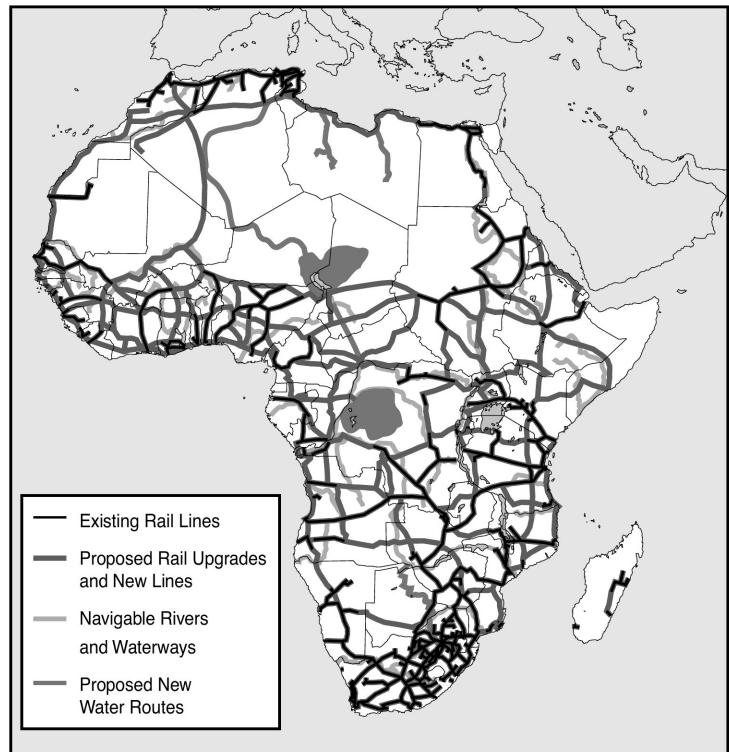 Existing Rail Lines
Proposed Rail Upgrades
and New Lines
Navigable Rivers
and Waterways
Proposed New
Water Routes